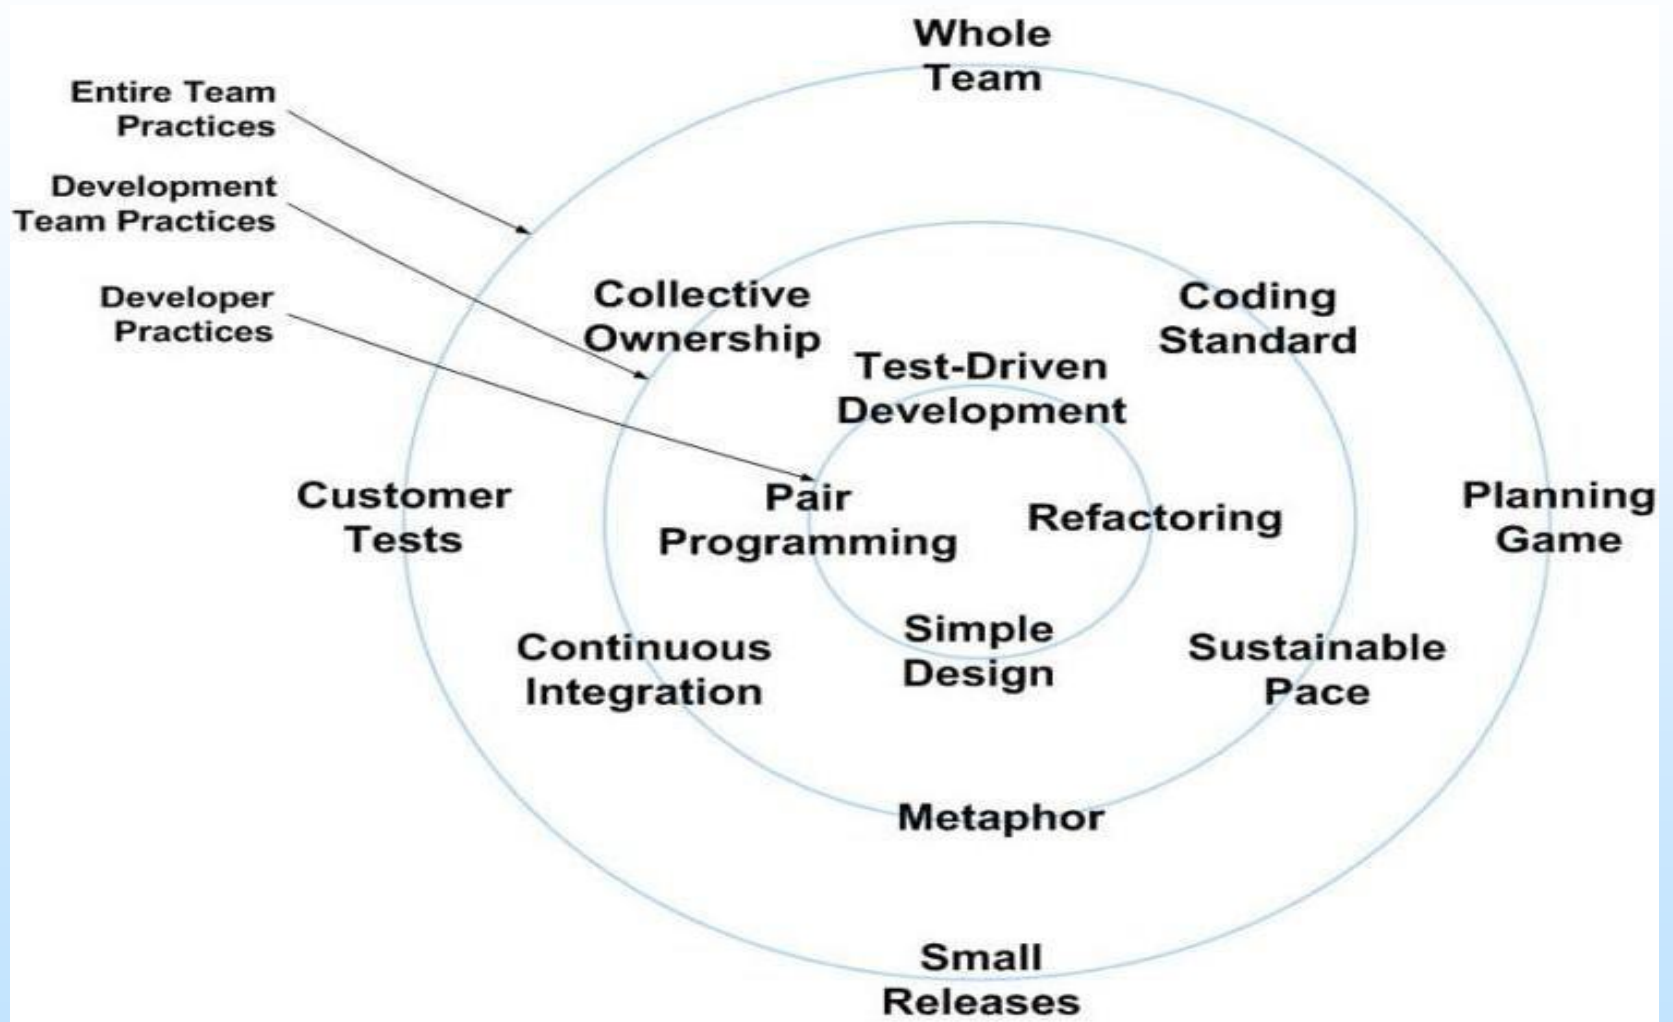 Whole
Team
Entire Team
Practices
Development
Team Practices
Developer
Practices
Collective
Ownership
Coding
Standard
Test-Driven
Development
Customer
Tests
Pair
Programming
Refactoring
Planning
Game
Continuous
Integration
Simple
Design
Sustainable
Pace
Metaphor
Small
Releases